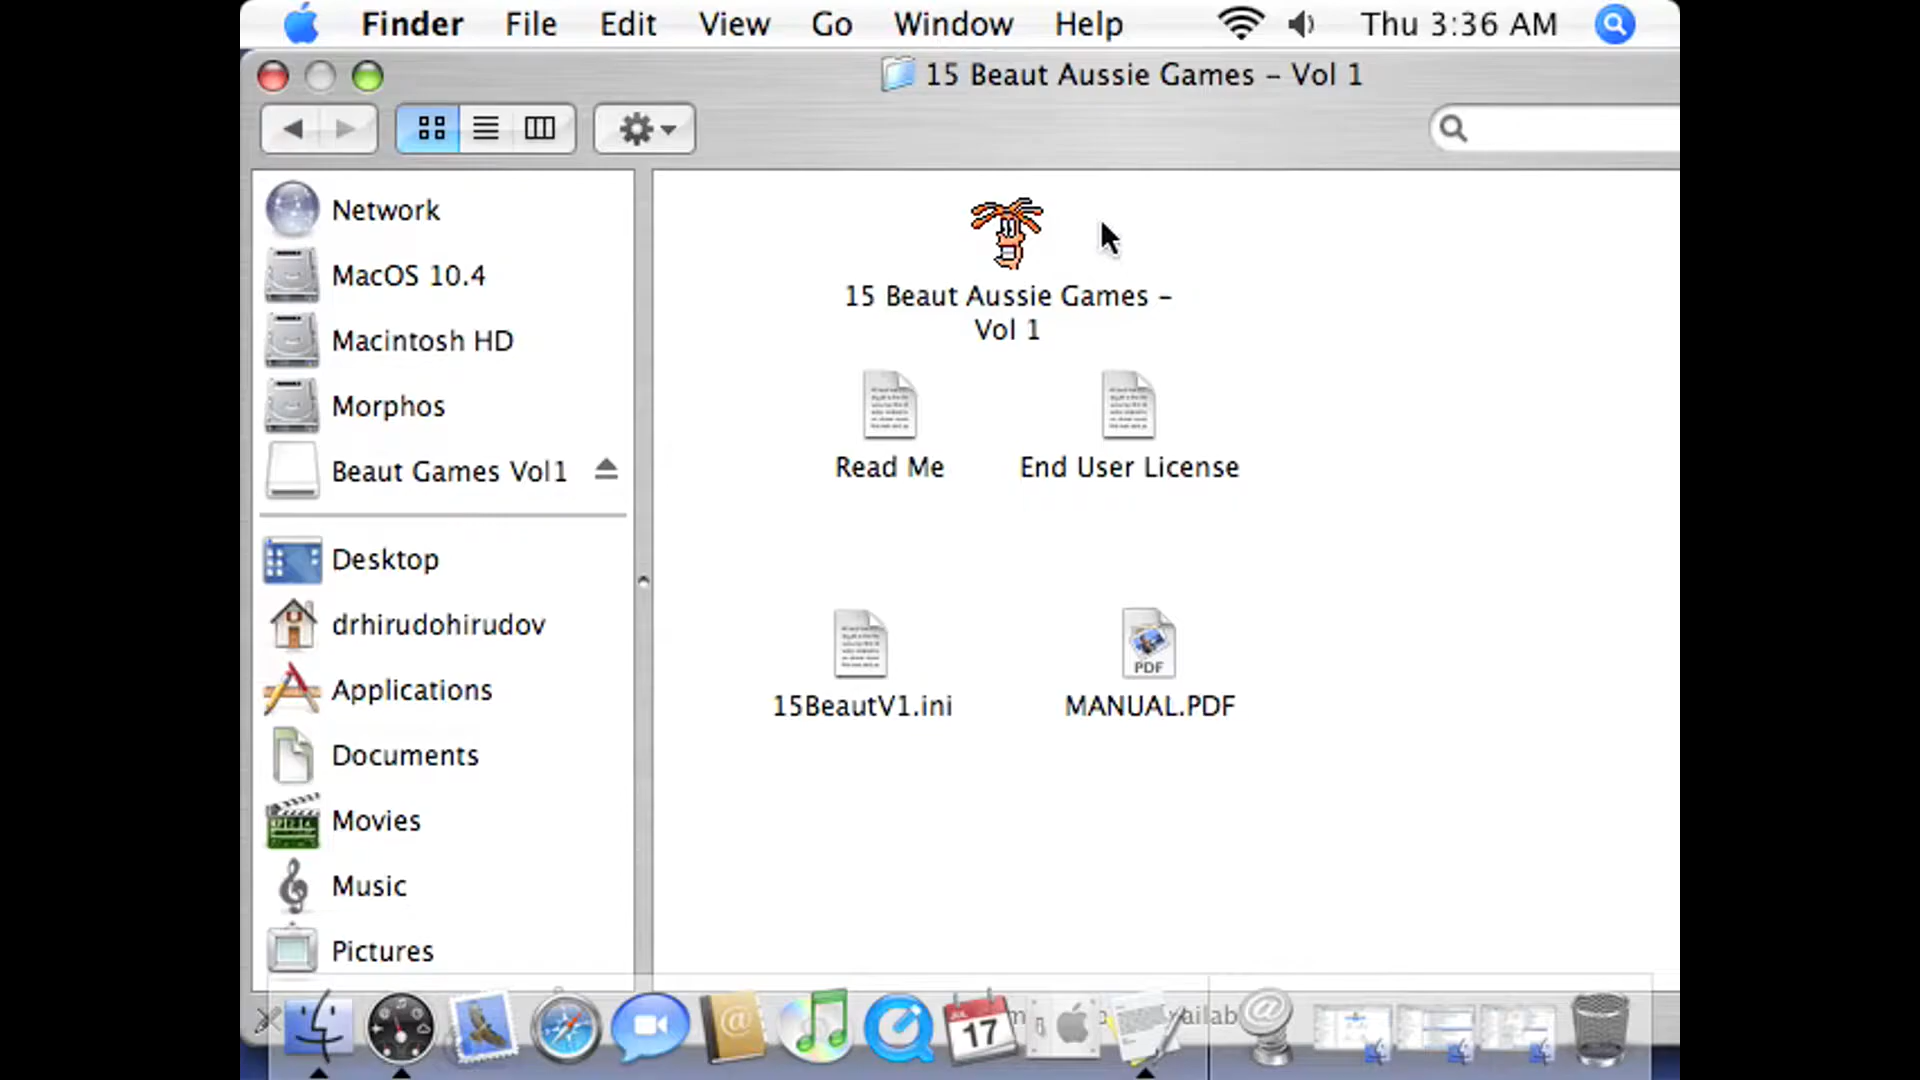 Finder File Edit View Go Window Help Thu 3:36 AM
15 Beaut Aussie Games – Vol 1
Network
MacOS 10.4
Macintosh HD
Morphos
Beaut Games Vol1
Desktop
drhirudohirudov
Applications
Documents
Movies
Music
Pictures
15 Beaut Aussie Games –
Vol 1
Read Me
End User License
15BeautV1.ini
MANUAL.PDF
PDF
JUL
17